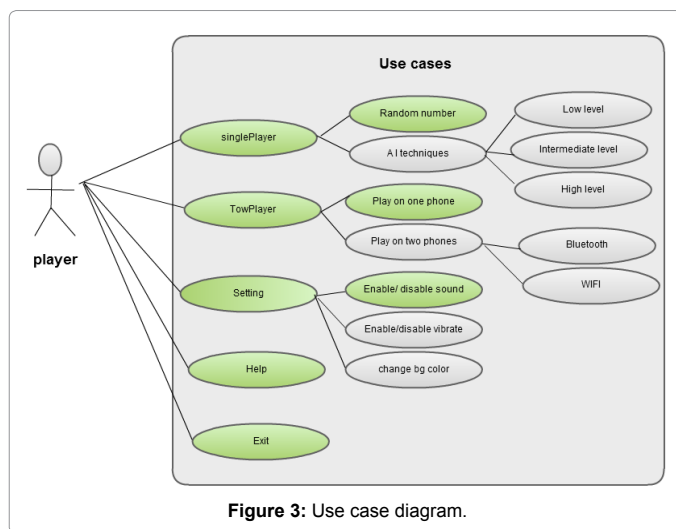 Use cases
singlePlayer
Random number
A I techniques
Low level
Intermediate level
High level
TowPlayer
Play on one phone
Play on two phones
Bluetooth
WIFI
player
Setting
Enable/ disable sound
Enable/disable vibrate
change bg color
Help
Exit
Figure 3: Use case diagram.